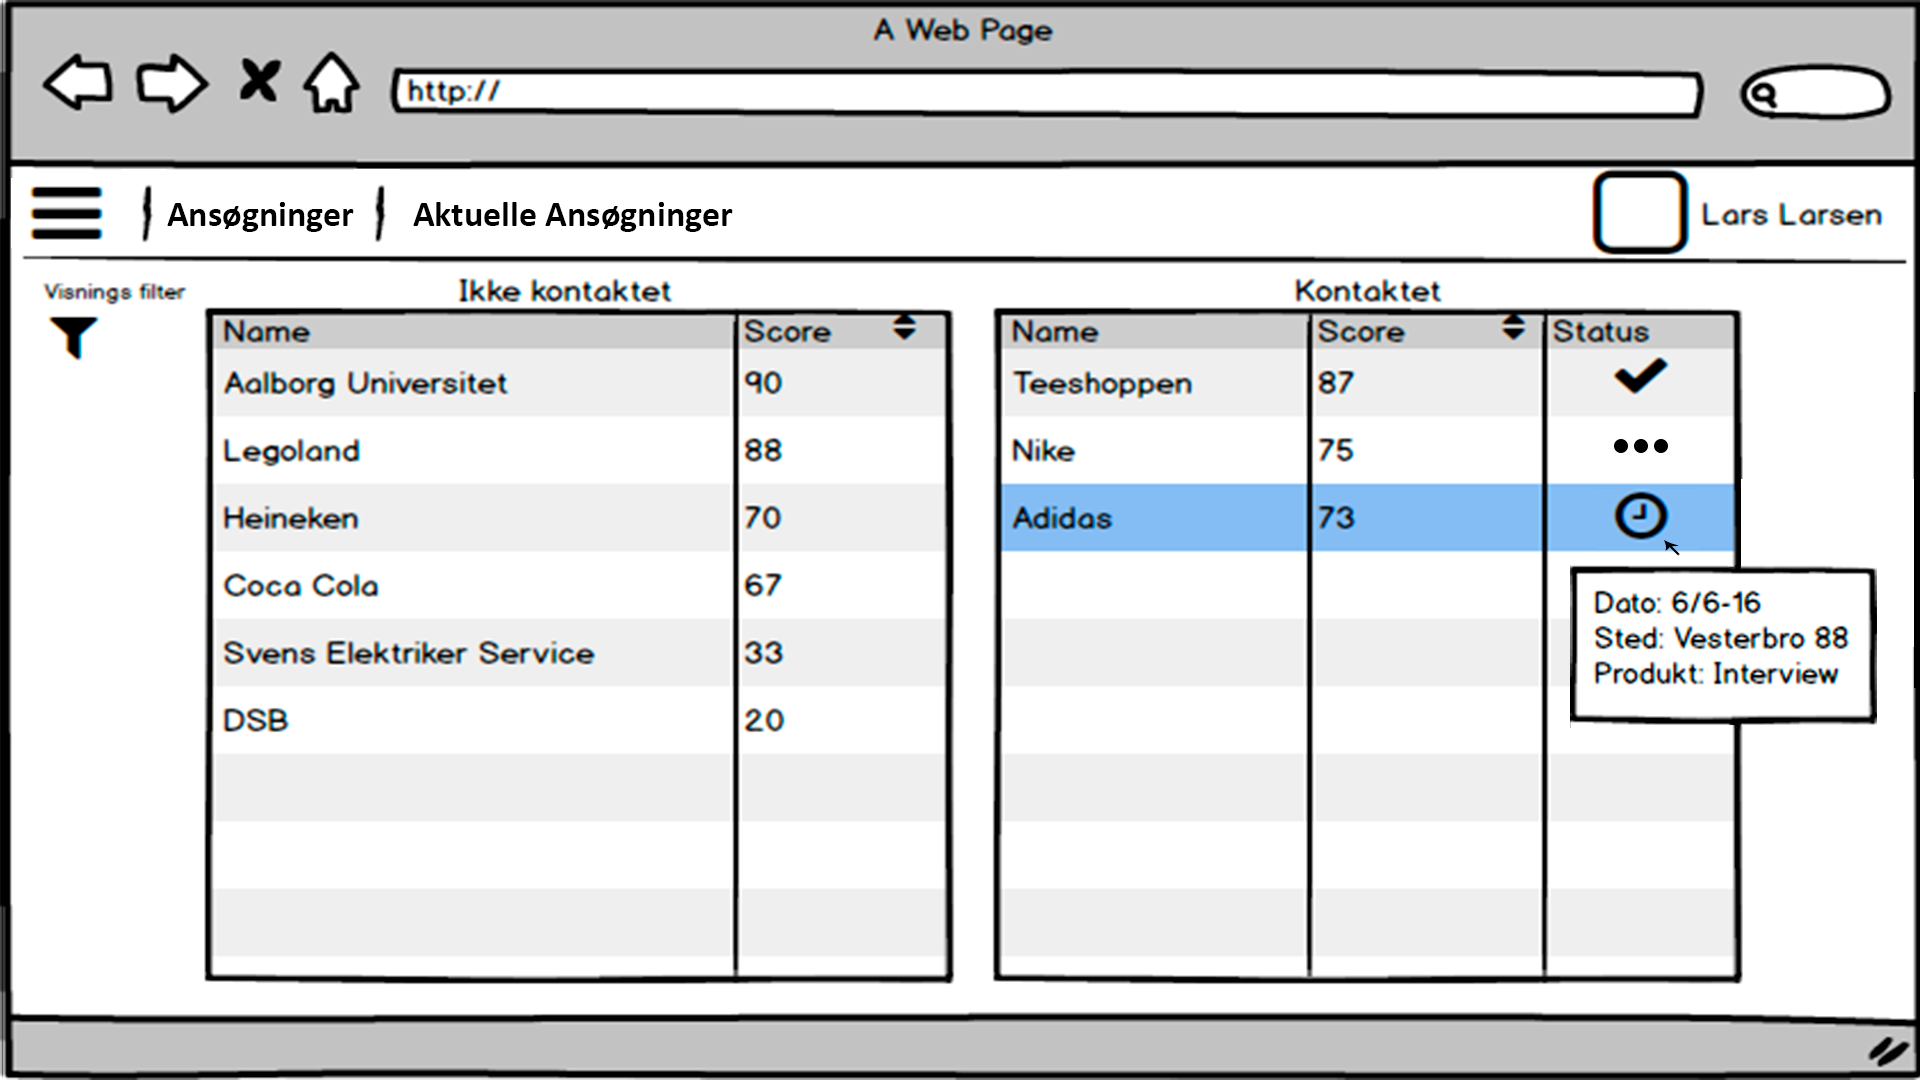 A Web Page
http://
Ansøgninger Aktuelle Ansøgninger Lars Larsen
Visnings filter
Ikke kontaktet
Name Score
Aalborg Universitet 90
Legoland 88
Heineken 70
Coca Cola 67
Svens Elektriker Service 33
DSB 20
Kontaktet
Name Score Status
Teeshoppen 87
Nike 75
Adidas 73
Dato: 6/6-16
Sted: Vesterbro 88
Produkt: Interview